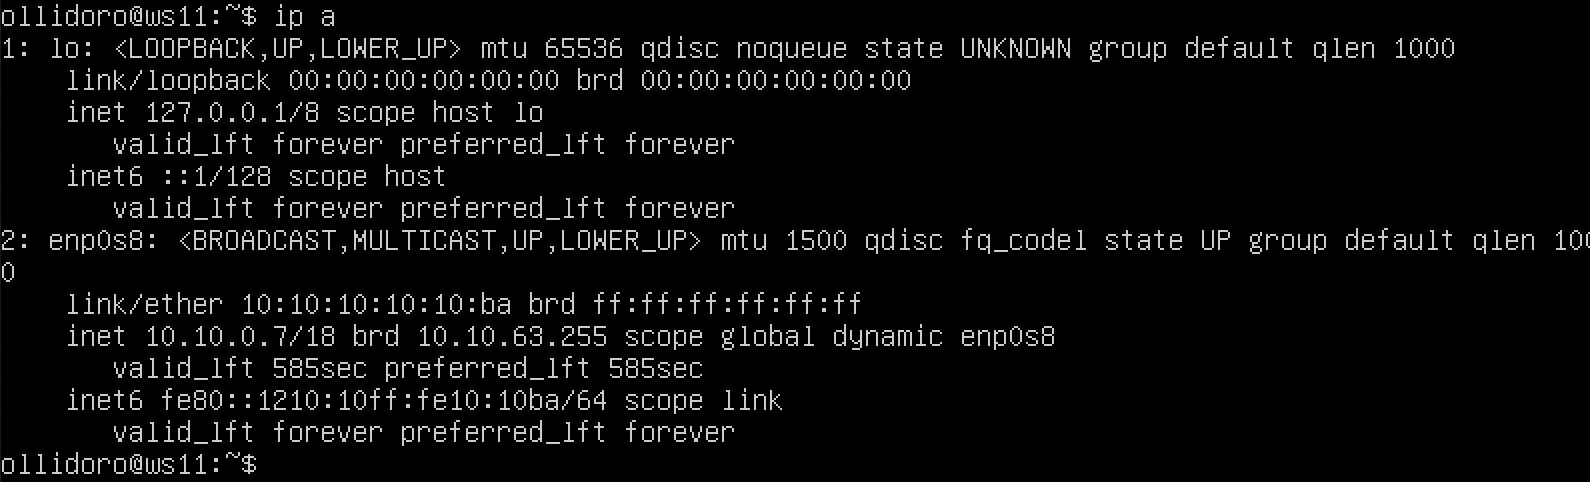 ollidoro@ws11:~$ ip a
1: lo: <LOOPBACK,UP,LOWER_UP> mtu 65536 qdisc noqueue state UNKNOWN group default qlen 1000
    link/loopback 00:00:00:00:00:00 brd 00:00:00:00:00:00
    inet 127.0.0.1/8 scope host lo
       valid_lft forever preferred_lft forever
    inet6 ::1/128 scope host
       valid_lft forever preferred_lft forever
2: enp0s8: <BROADCAST,MULTICAST,UP,LOWER_UP> mtu 1500 qdisc fq_codel state UP group default qlen 100
0
    link/ether 10:10:10:10:10:ba brd ff:ff:ff:ff:ff:ff
    inet 10.10.0.7/18 brd 10.10.63.255 scope global dynamic enp0s8
       valid_lft 585sec preferred_lft 585sec
    inet6 fe80::1210:10ff:fe10:10ba/64 scope link
       valid_lft forever preferred_lft forever
ollidoro@ws11:~$